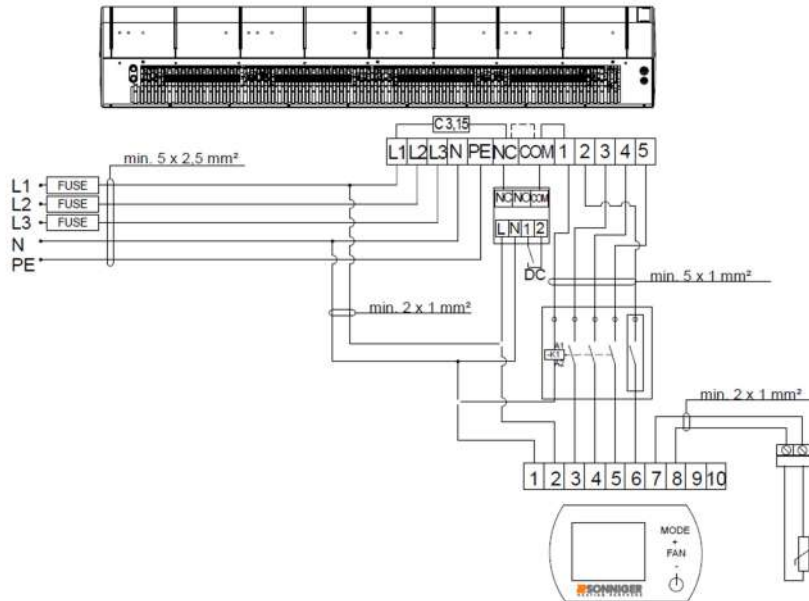 C 3,15
L1 L2 L3 N PE NC COM 1 2 3 4 5
min. 5 x 2,5 mm²
L1 FUSE
L2 FUSE
L3 FUSE
N
PE
NC NO COM
L N 1 2
DC
min. 5 x 1 mm²
min. 2 x 1 mm²
A1
-K1
min. 2 x 1 mm²
1 2 3 4 5 6 7 8 9 10
MODE
+
FAN
-
SONNIGER